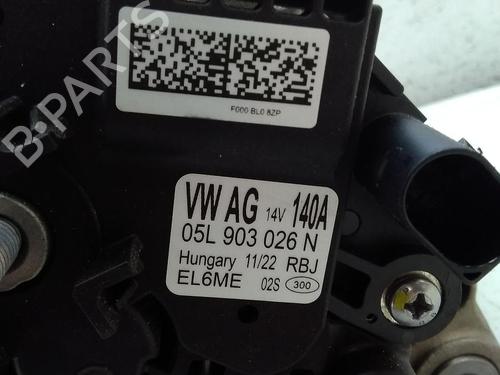 B-PARTS
F000 BL0 8ZP
VW AG 14V 140A
05L 903 026 N
Hungary 11/22 RBJ
EL6ME 02S 300